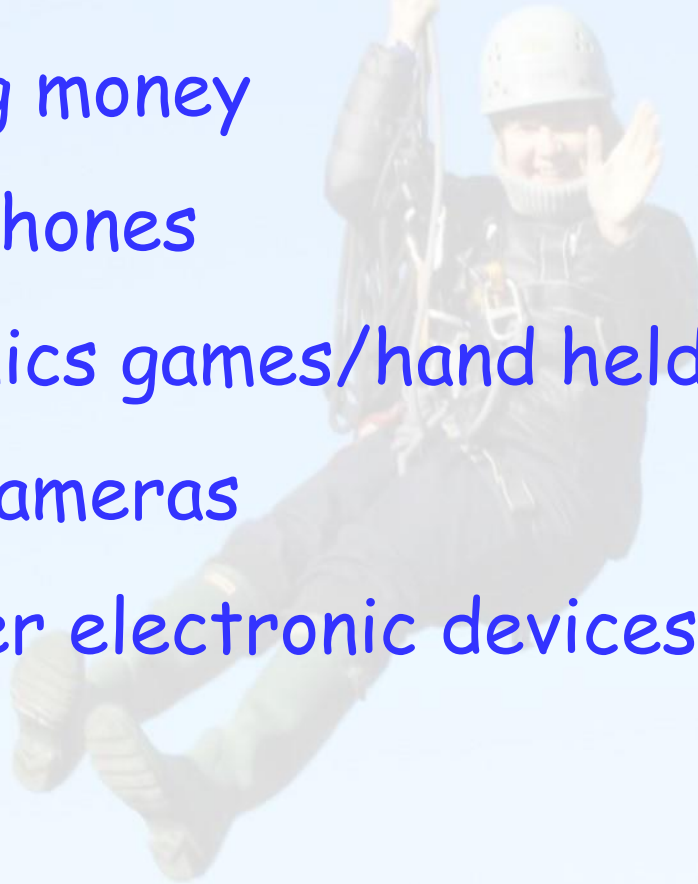 g money
hones
ics games/hand held
ameras
er electronic devices